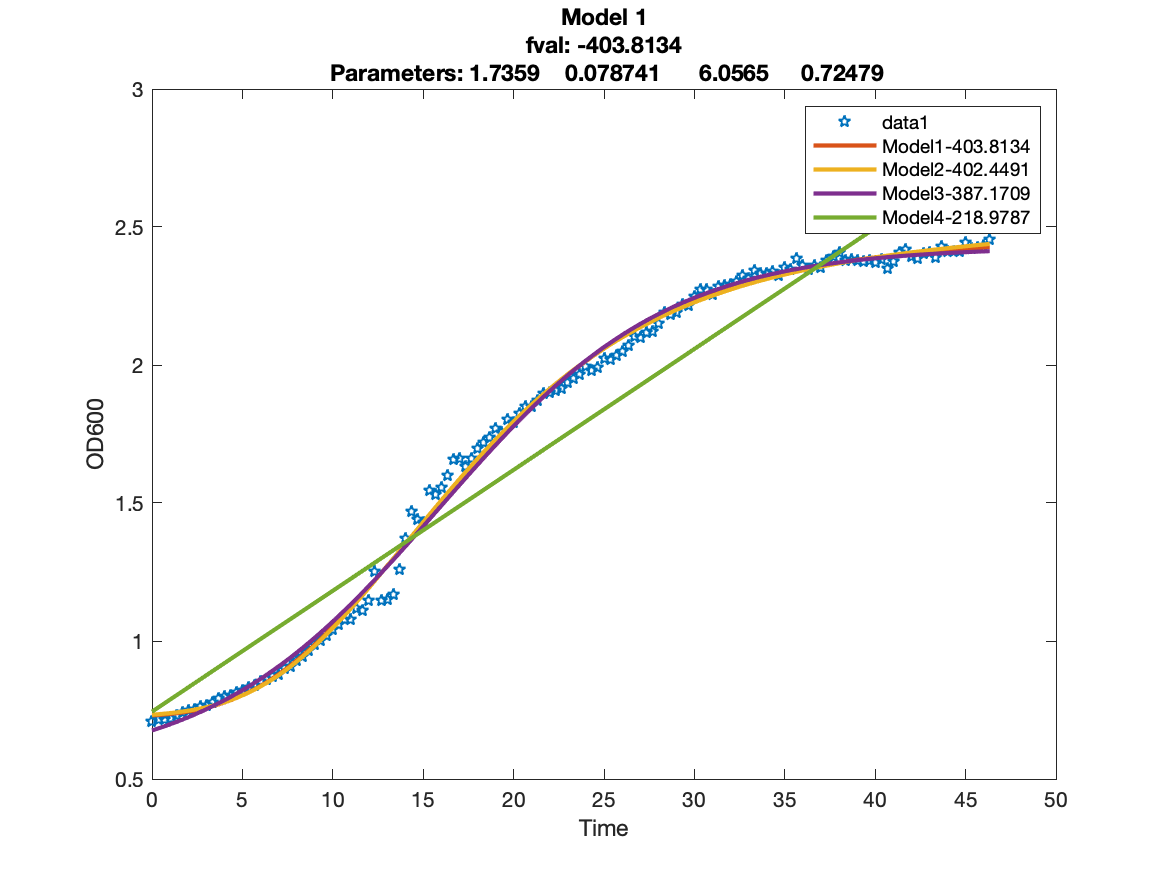 Model 1
fval: -403.8134
Parameters: 1.7359 0.078741 6.0565 0.72479
3
2.5
2
1.5
1
0.5
OD600
data1
Model1-403.8134
Model2-402.4491
Model3-387.1709
Model4-218.9787
0 5 10 15 20 25 30 35 40 45 50
Time